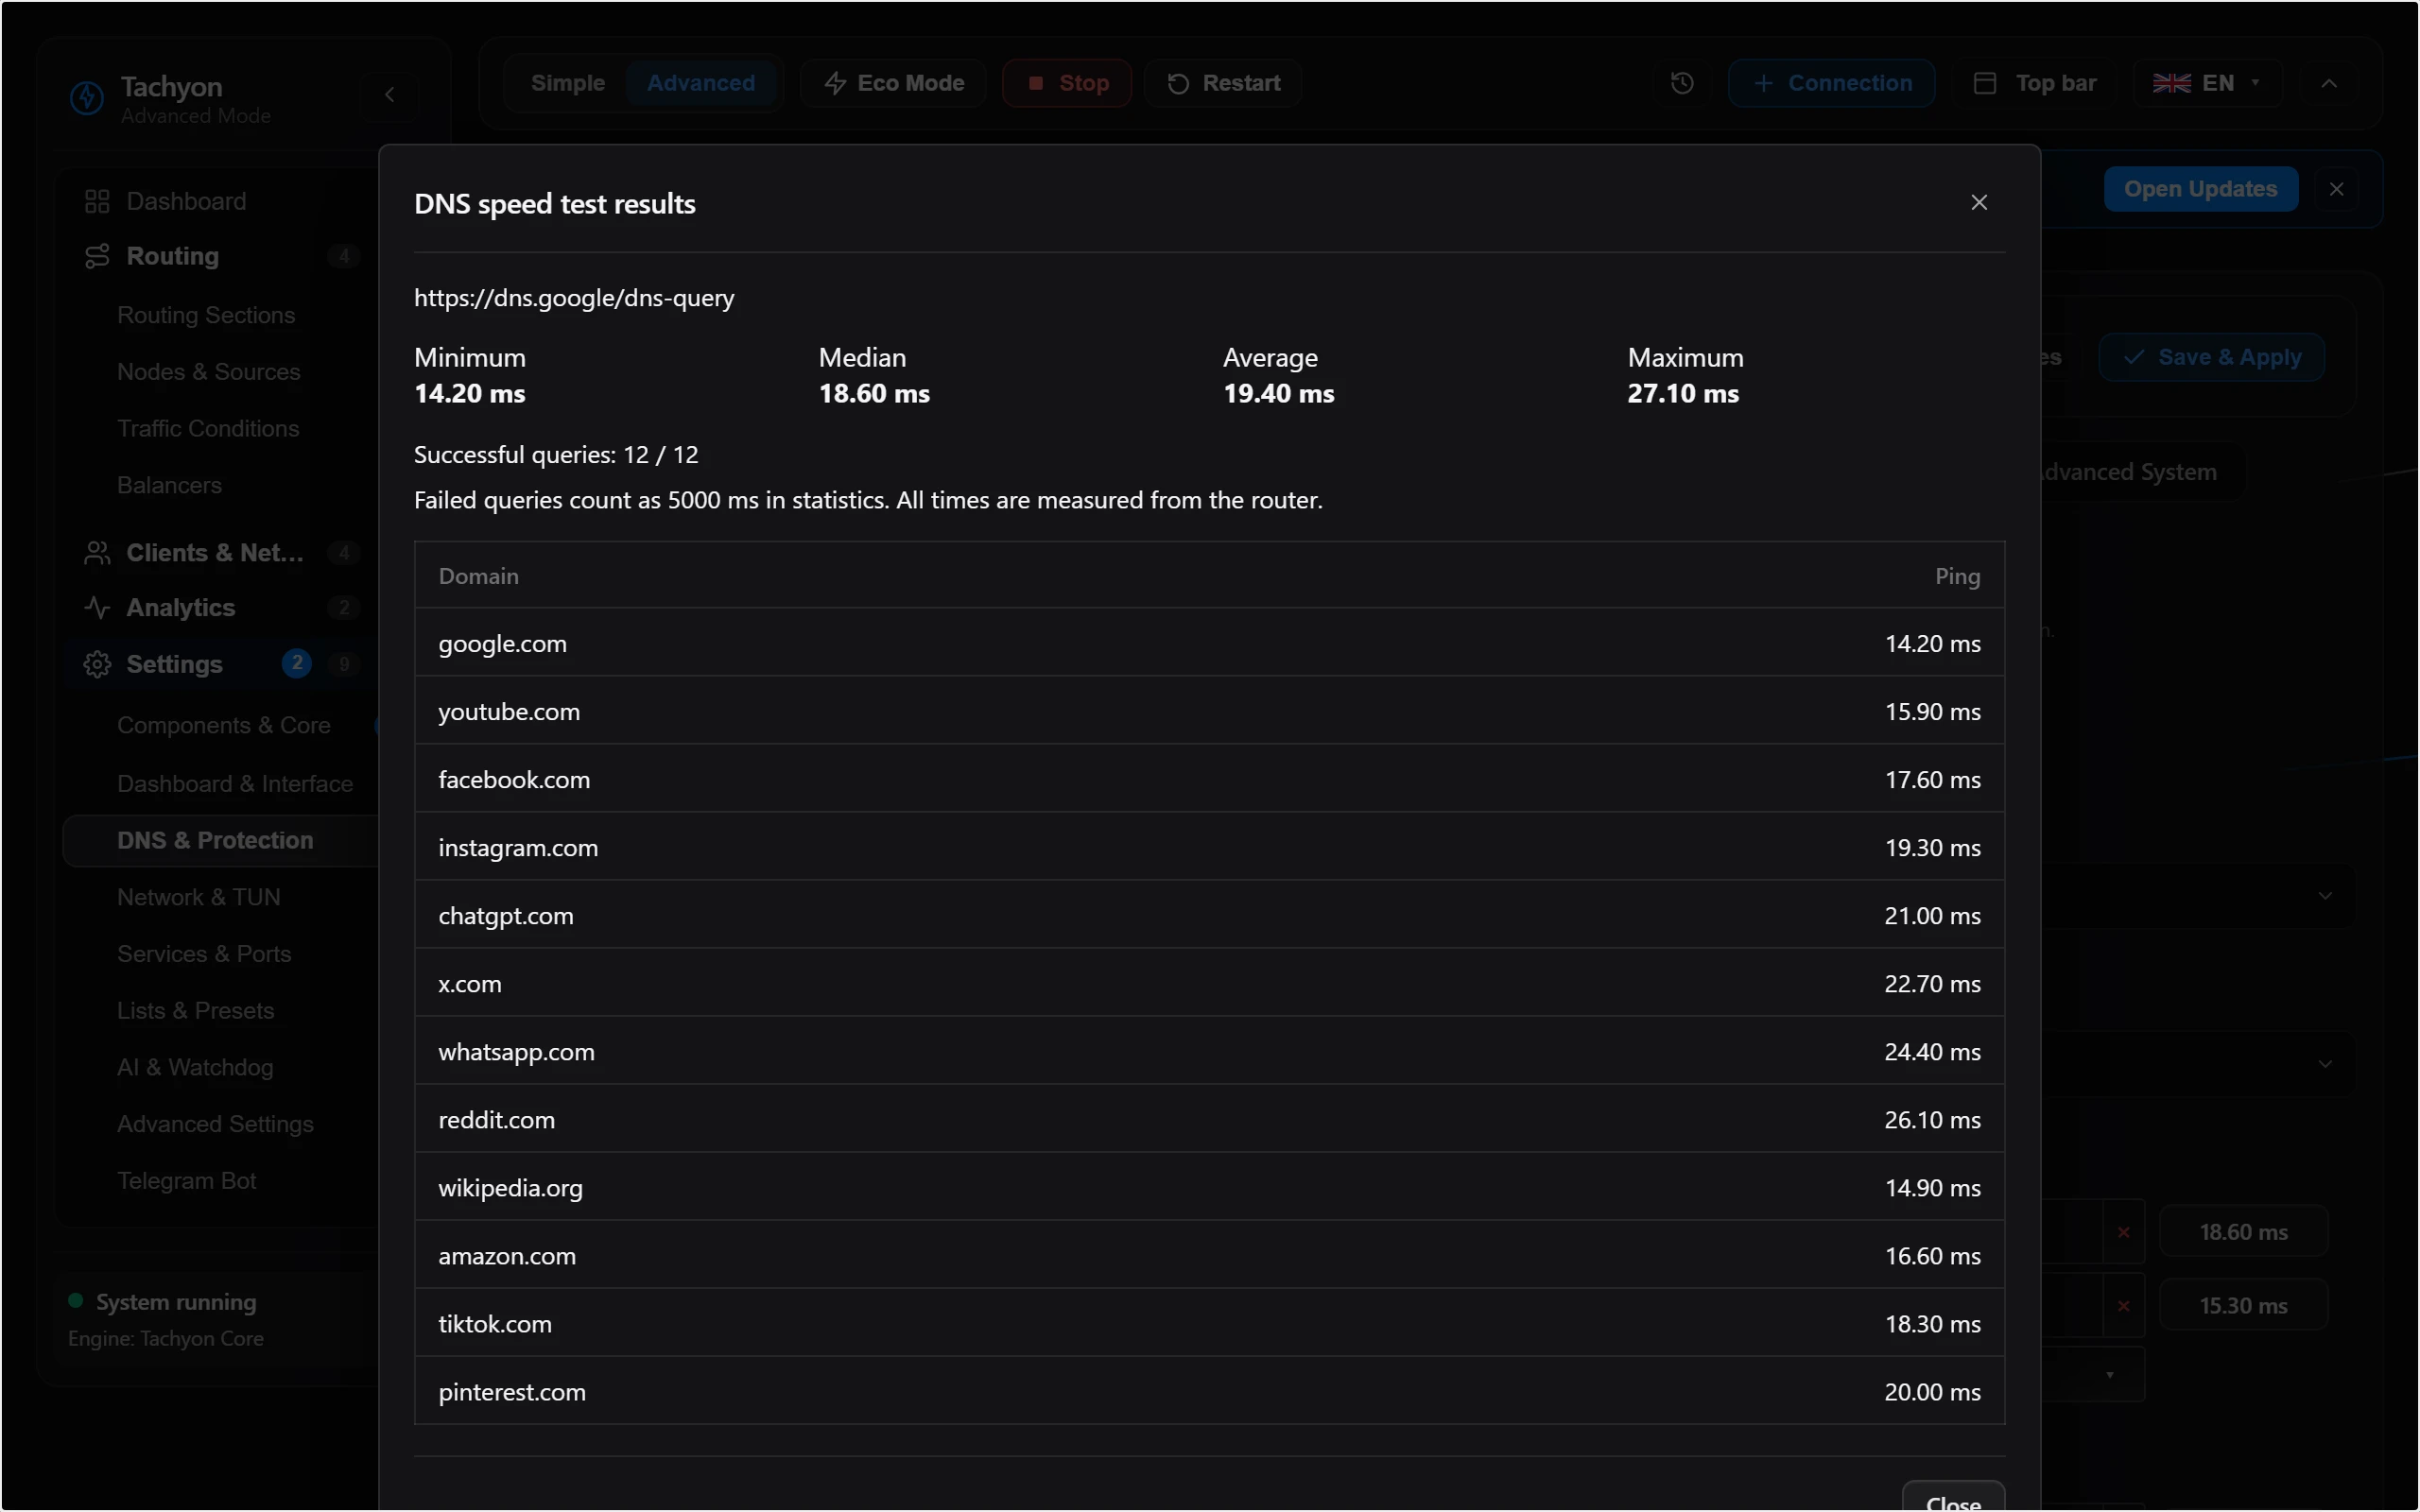 Tachyon
Advanced Mode
Simple
Advanced
Eco Mode
Stop
Restart
Connection
Top bar
EN
Open Updates
Dashboard
Routing 4
Routing Sections
Nodes & Sources
Traffic Conditions
Balancers
Clients & Net... 4
Analytics 2
Settings 2 9
Components & Core
Dashboard & Interface
DNS & Protection
Network & TUN
Services & Ports
Lists & Presets
AI & Watchdog
Advanced Settings
Telegram Bot
System running
Engine: Tachyon Core
DNS speed test results
https://dns.google/dns-query
Minimum Median Average Maximum
14.20 ms 18.60 ms 19.40 ms 27.10 ms
Successful queries: 12 / 12
Failed queries count as 5000 ms in statistics. All times are measured from the router.
Domain Ping
google.com 14.20 ms
youtube.com 15.90 ms
facebook.com 17.60 ms
instagram.com 19.30 ms
chatgpt.com 21.00 ms
x.com 22.70 ms
whatsapp.com 24.40 ms
reddit.com 26.10 ms
wikipedia.org 14.90 ms
amazon.com 16.60 ms
tiktok.com 18.30 ms
pinterest.com 20.00 ms
Close
Save & Apply
Advanced System
18.60 ms
15.30 ms